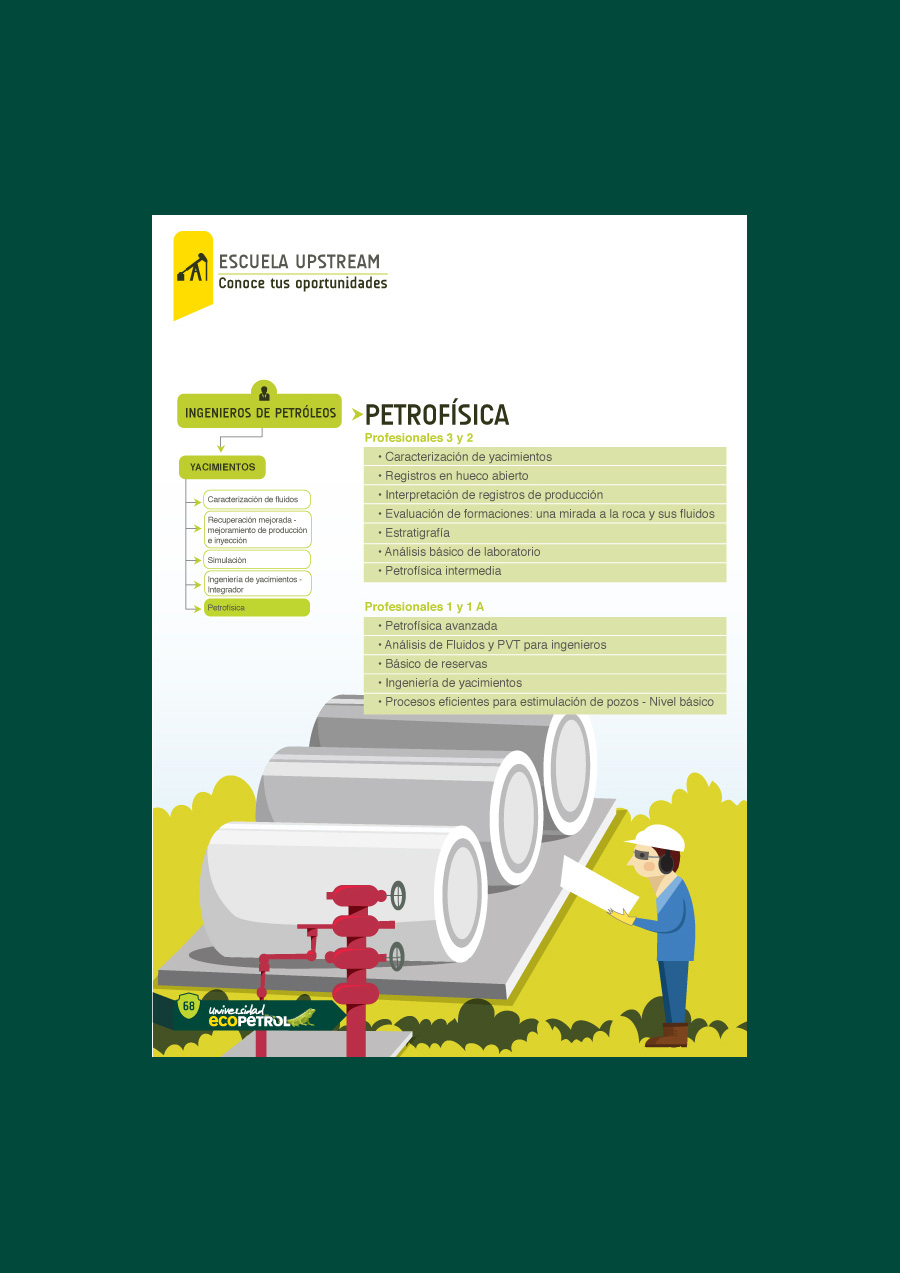 ESCUELA UPSTREAM
Conoce tus oportunidades
INGENIEROS DE PETRÓLEOS
YACIMIENTOS
Caracterización de fluidos
Recuperación mejorada -
mejoramiento de producción
e inyección
Simulación
Ingeniería de yacimientos -
Integrador
Petrofísica
PETROFÍSICA
Profesionales 3 y 2
• Caracterización de yacimientos
• Registros en hueco abierto
• Interpretación de registros de producción
• Evaluación de formaciones: una mirada a la roca y sus fluidos
• Estratigrafía
• Análisis básico de laboratorio
• Petrofísica intermedia
Profesionales 1 y 1 A
• Petrofísica avanzada
• Análisis de Fluidos y PVT para ingenieros
• Básico de reservas
• Ingeniería de yacimientos
• Procesos eficientes para estimulación de pozos - Nivel básico
68
Universidad
ECOPETROL